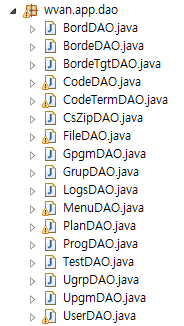 wvan.app.dao
BordDAO.java
BordeDAO.java
BordeTgtDAO.java
CodeDAO.java
CodeTermDAO.java
CsZipDAO.java
FileDAO.java
GpgmDAO.java
GrupDAO.java
LogsDAO.java
MenuDAO.java
PlanDAO.java
ProgDAO.java
TestDAO.java
UgrpDAO.java
UpgmDAO.java
UserDAO.java